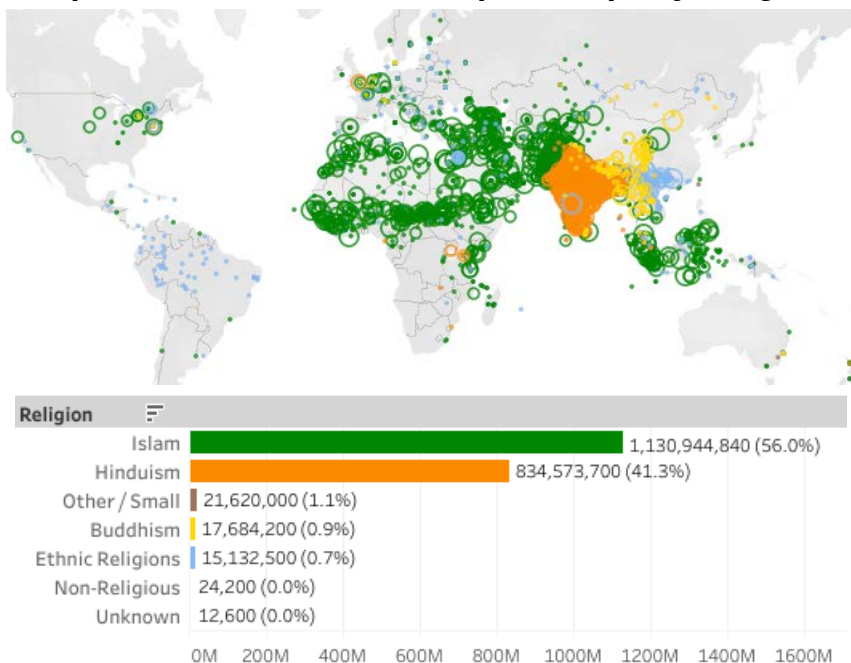 Religion
Islam 1,130,944,840 (56.0%)
Hinduism 834,573,700 (41.3%)
Other / Small 21,620,000 (1.1%)
Buddhism 17,684,200 (0.9%)
Ethnic Religions 15,132,500 (0.7%)
Non-Religious 24,200 (0.0%)
Unknown 12,600 (0.0%)
0M 200M 400M 600M 800M 1000M 1200M 1400M 1600M